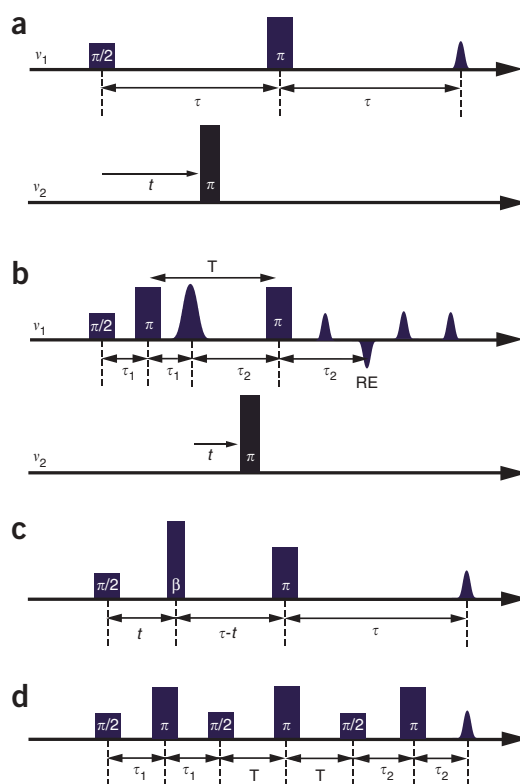 a
ν1 π/2 π
τ τ
t π
ν2
b
T
π/2 π π
ν1
τ1 τ1 τ2 τ2
RE
t π
ν2
c
π/2 β π
t τ-t τ
d
π/2 π π/2 π π/2 π
τ1 τ1 T T τ2 τ2